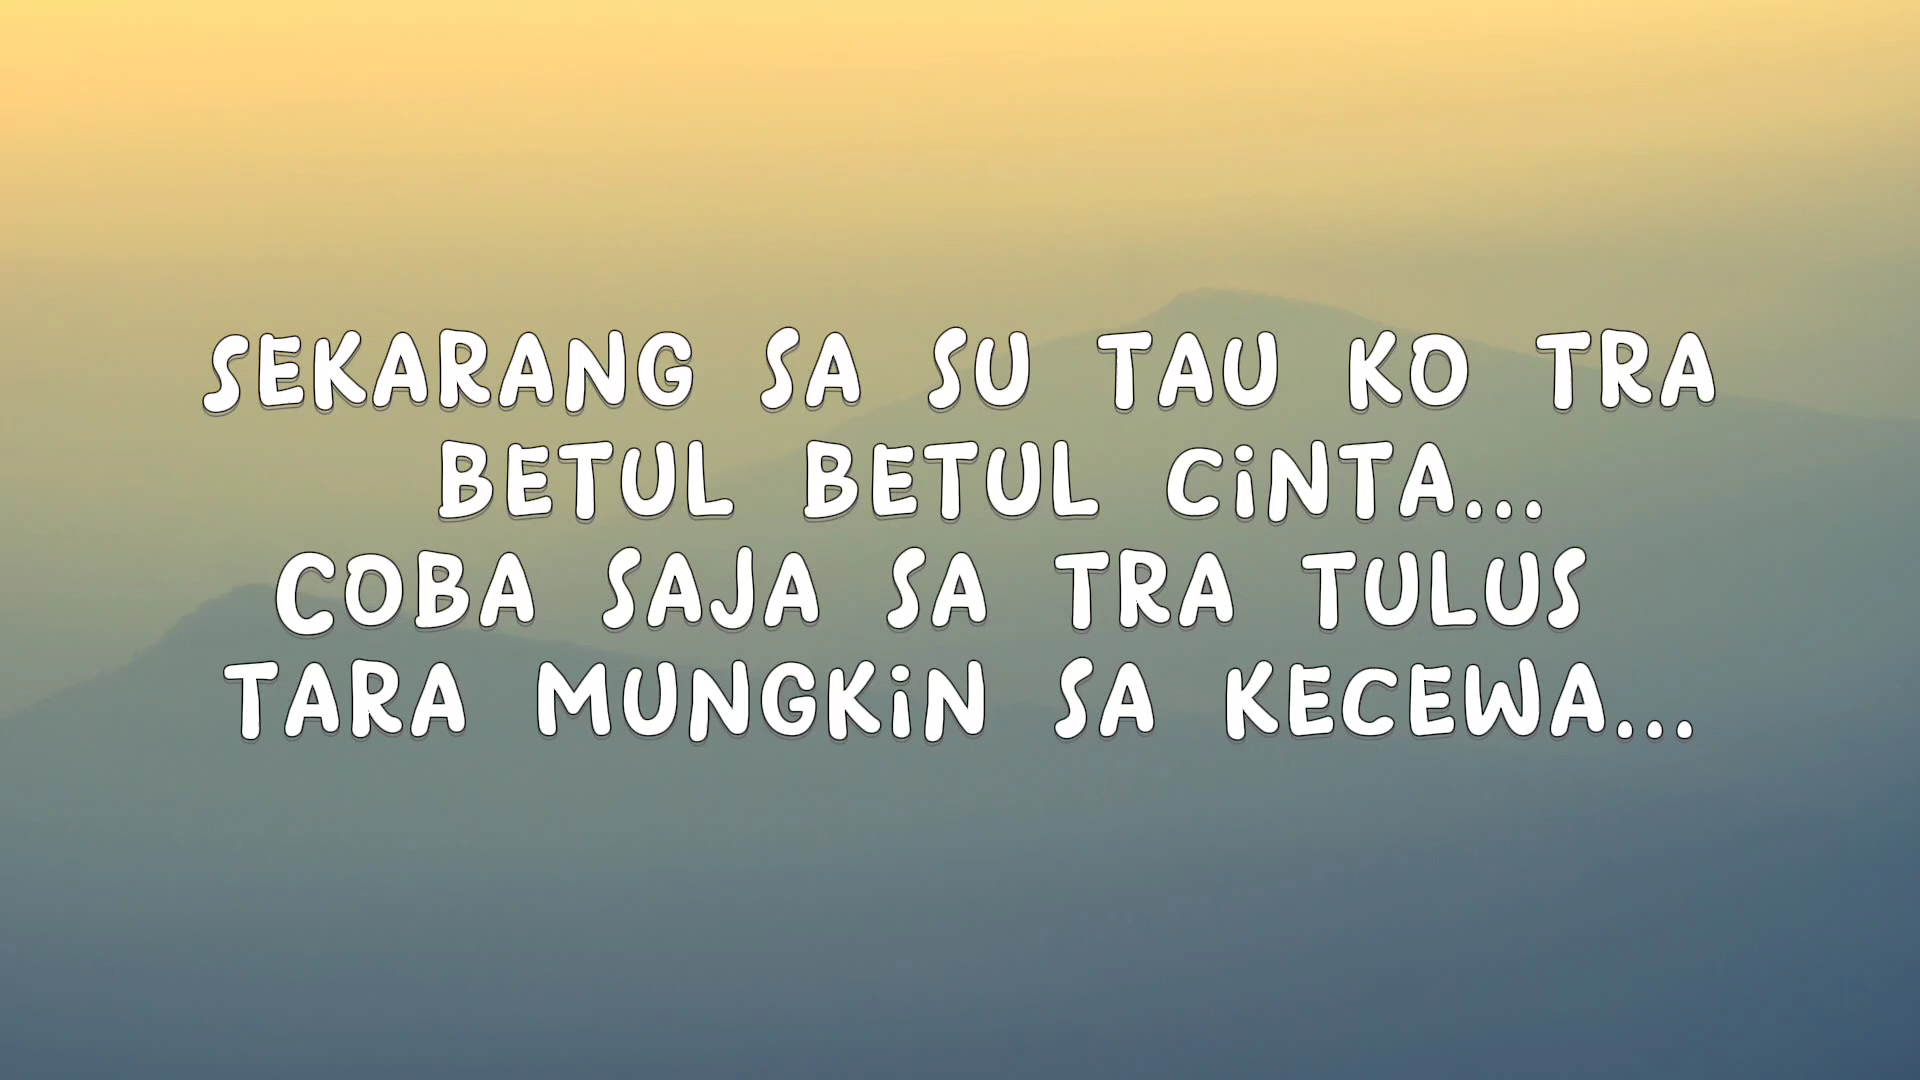 SEKARANG SA SU TAU KO TRA
BETUL BETUL CiNTA...
COBA SAJA SA TRA TULUS
TARA MUNGKiN SA KECEWA...